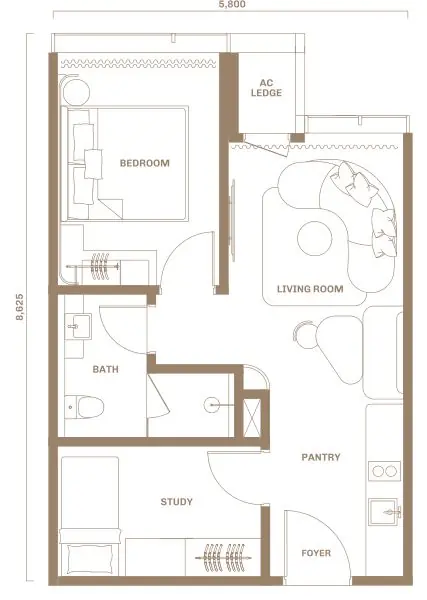 5,800
AC
LEDGE
BEDROOM
LIVING ROOM
8,625
BATH
PANTRY
STUDY
FOYER